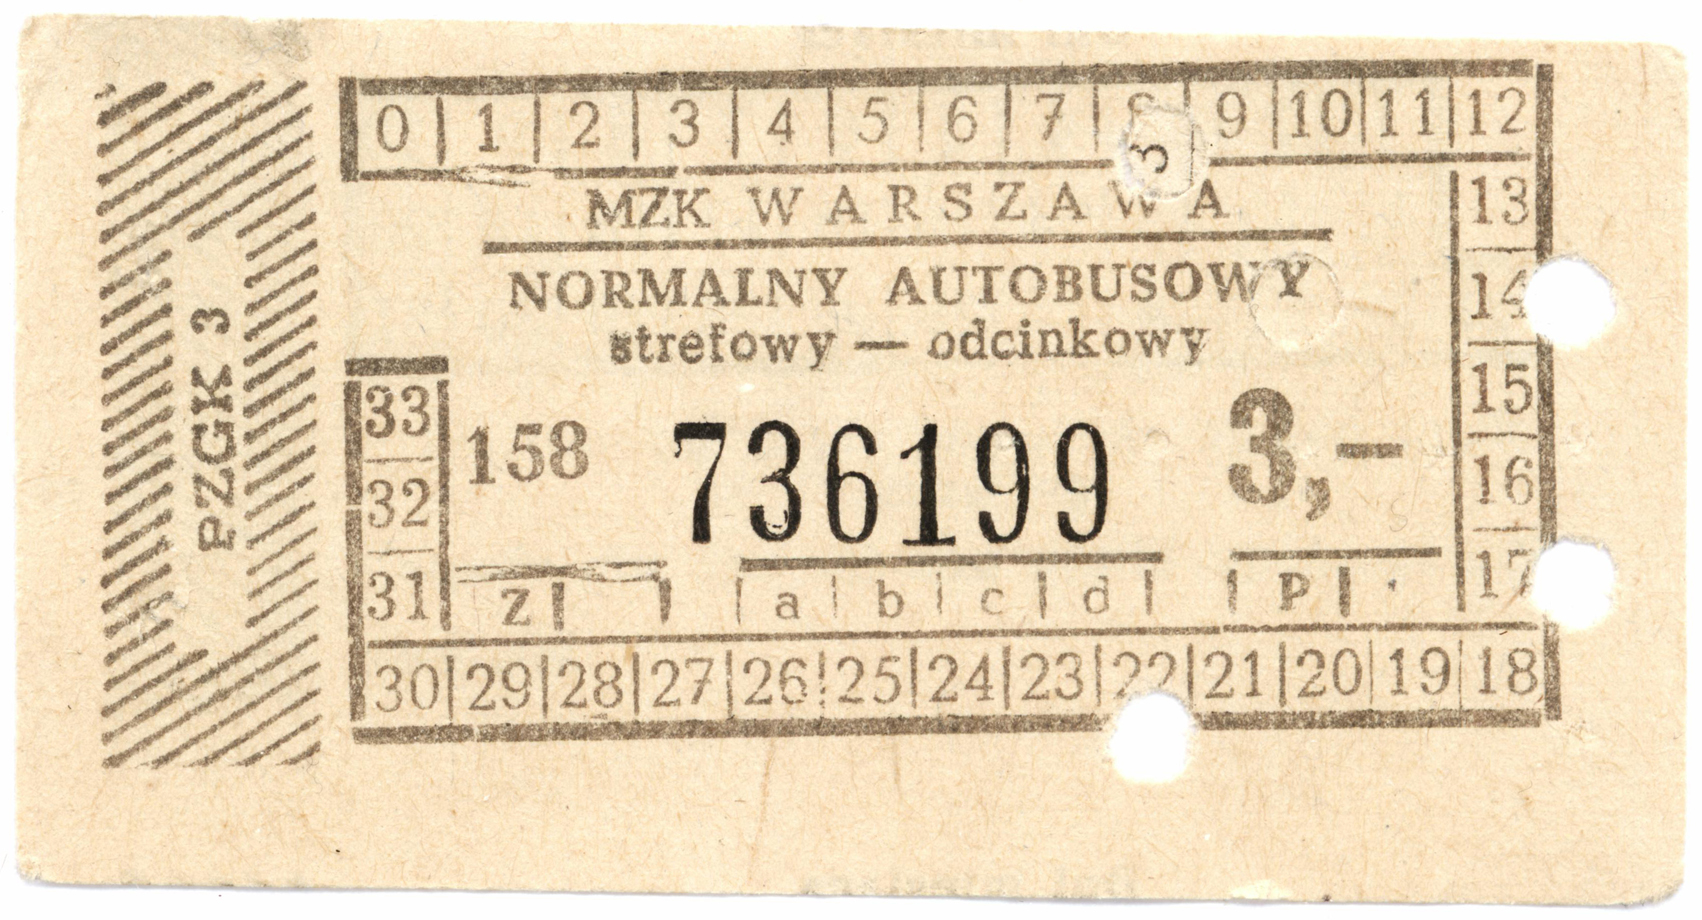 0 1 2 3 4 5 6 7 8 9 10 11 12
3
MZK WARSZAWA
13
NORMALNY AUTOBUSOWY
14
strefowy — odcinkowy
15
33
158 736199 3,-
16
32
17
31
z a b c d P
30 29 28 27 26 25 24 23 22 21 20 19 18
PZGK 3